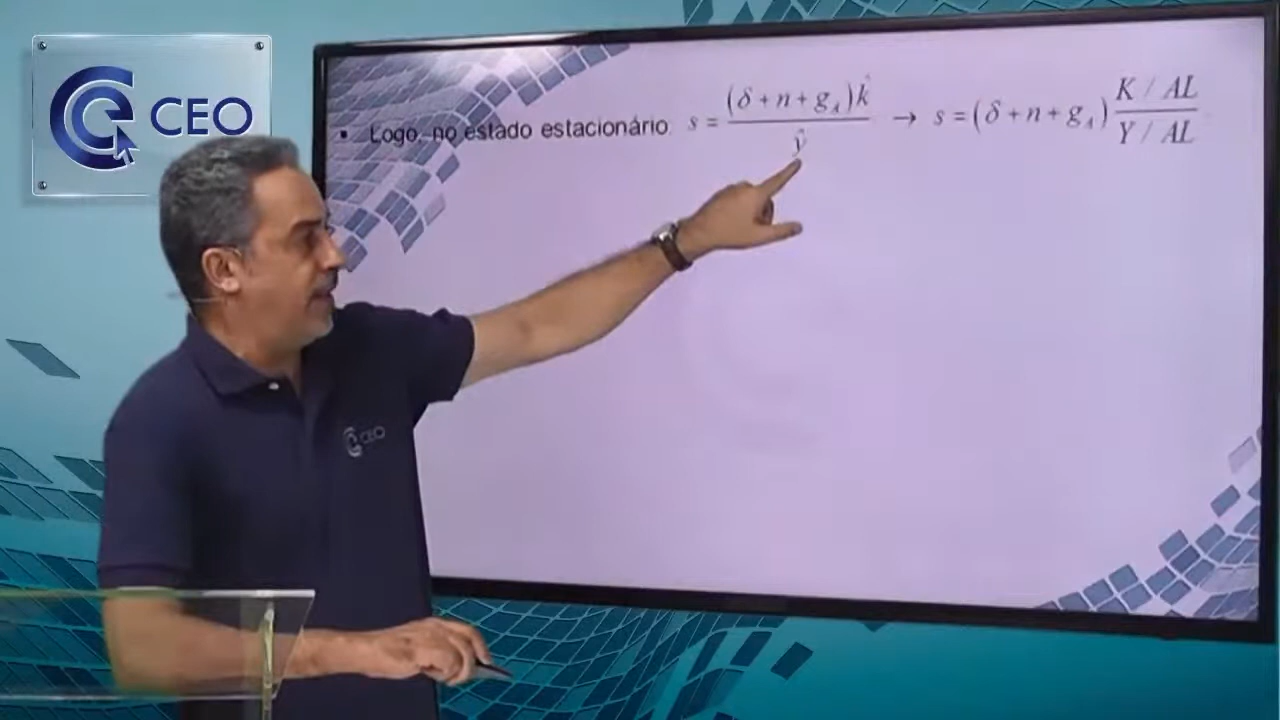 CEO
▪ Logo, no estado estacionário: s = (δ + n + g_A) k̂ / ŷ → s = (δ + n + g_A) K / AL / Y / AL
CEO